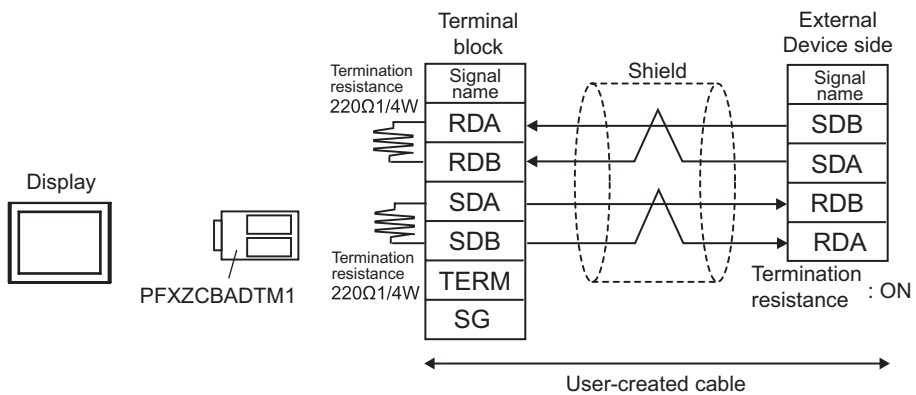 Terminal
block
External
Device side
Termination
resistance
220Ω1/4W
Signal
name
Shield
Signal
name
RDA
SDB
RDB
SDA
Display
SDA
RDB
SDB
RDA
PFXZCBADTM1
Termination
resistance
220Ω1/4W
TERM
Termination
resistance : ON
SG
User-created cable